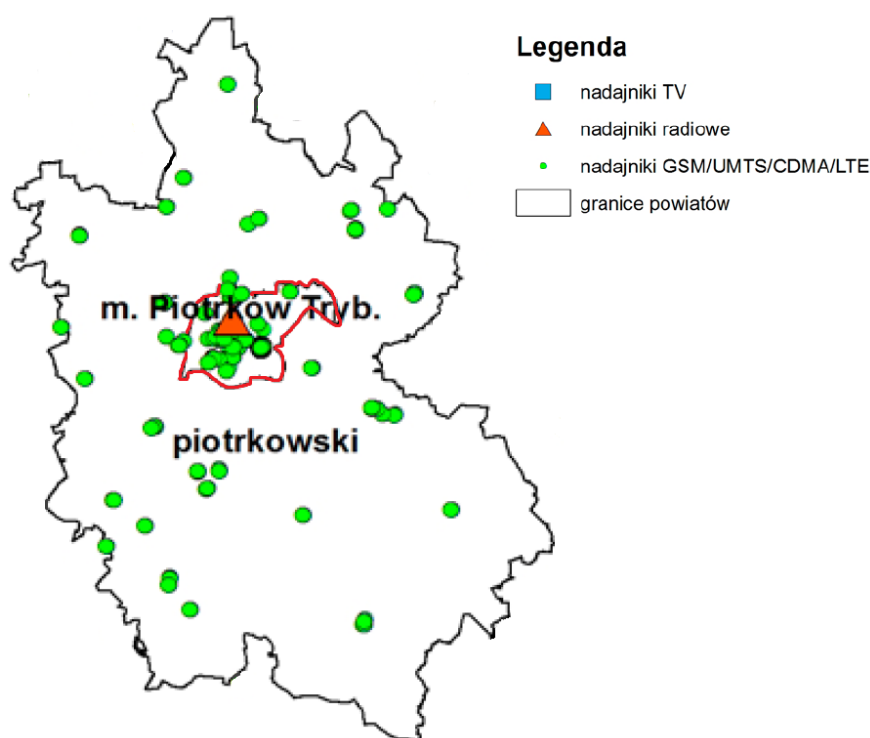 Legenda
nadajniki TV
nadajniki radiowe
nadajniki GSM/UMTS/CDMA/LTE
granice powiatów
m. Piotrków Tryb.
piotrkowski